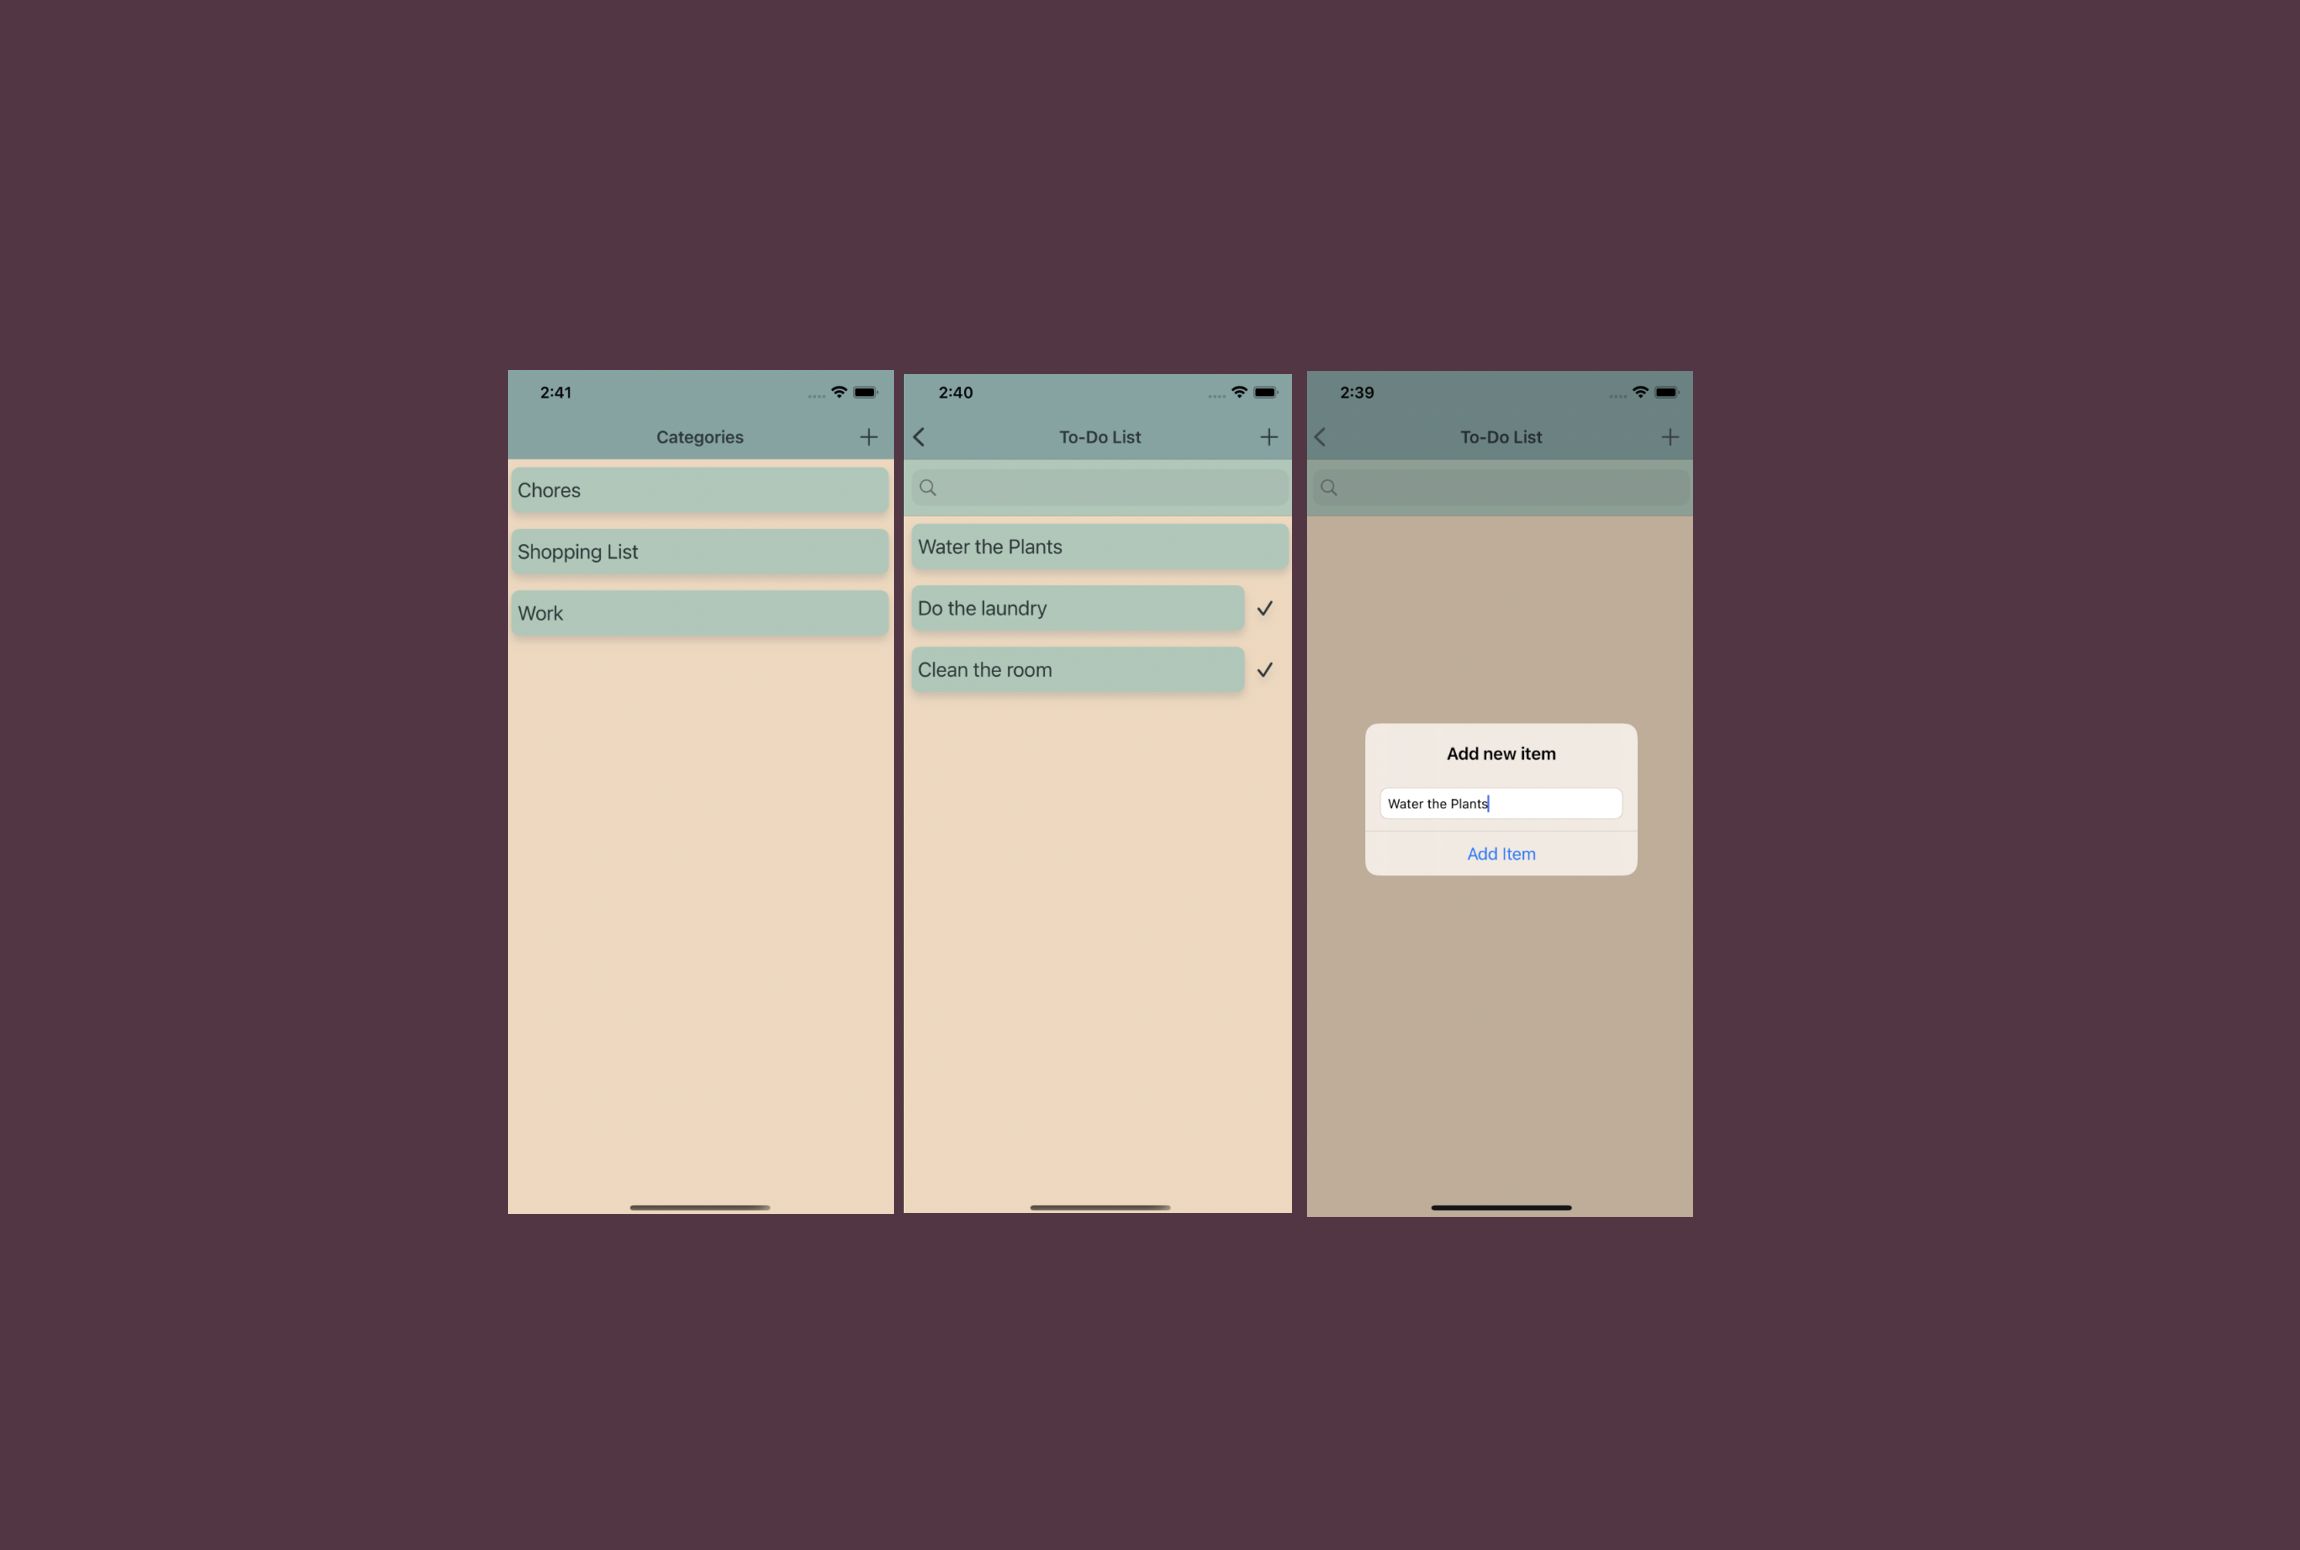 2:41
Categories
Chores
Shopping List
Work
2:40
To-Do List
Water the Plants
Do the laundry
Clean the room
2:39
To-Do List
Add new item
Water the Plants
Add Item